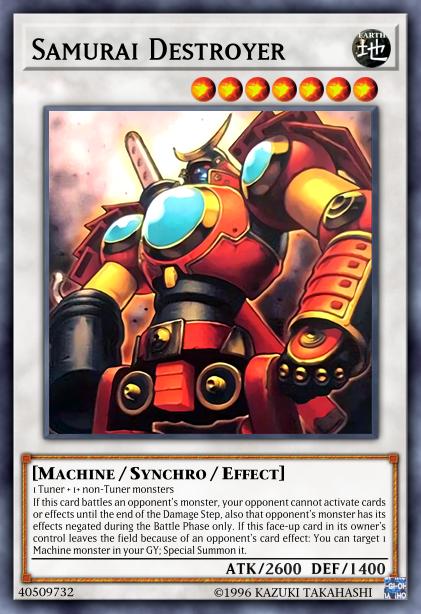 SAMURAI DESTROYER
EARTH
地
[MACHINE / SYNCHRO / EFFECT]
1 Tuner + 1+ non-Tuner monsters
If this card battles an opponent's monster, your opponent cannot activate cards
or effects until the end of the Damage Step, also that opponent's monster has its
effects negated during the Battle Phase only. If this face-up card in its owner's
control leaves the field because of an opponent's card effect: You can target 1
Machine monster in your GY; Special Summon it.
ATK/2600 DEF/1400
40509732
©1996 KAZUKI TAKAHASHI